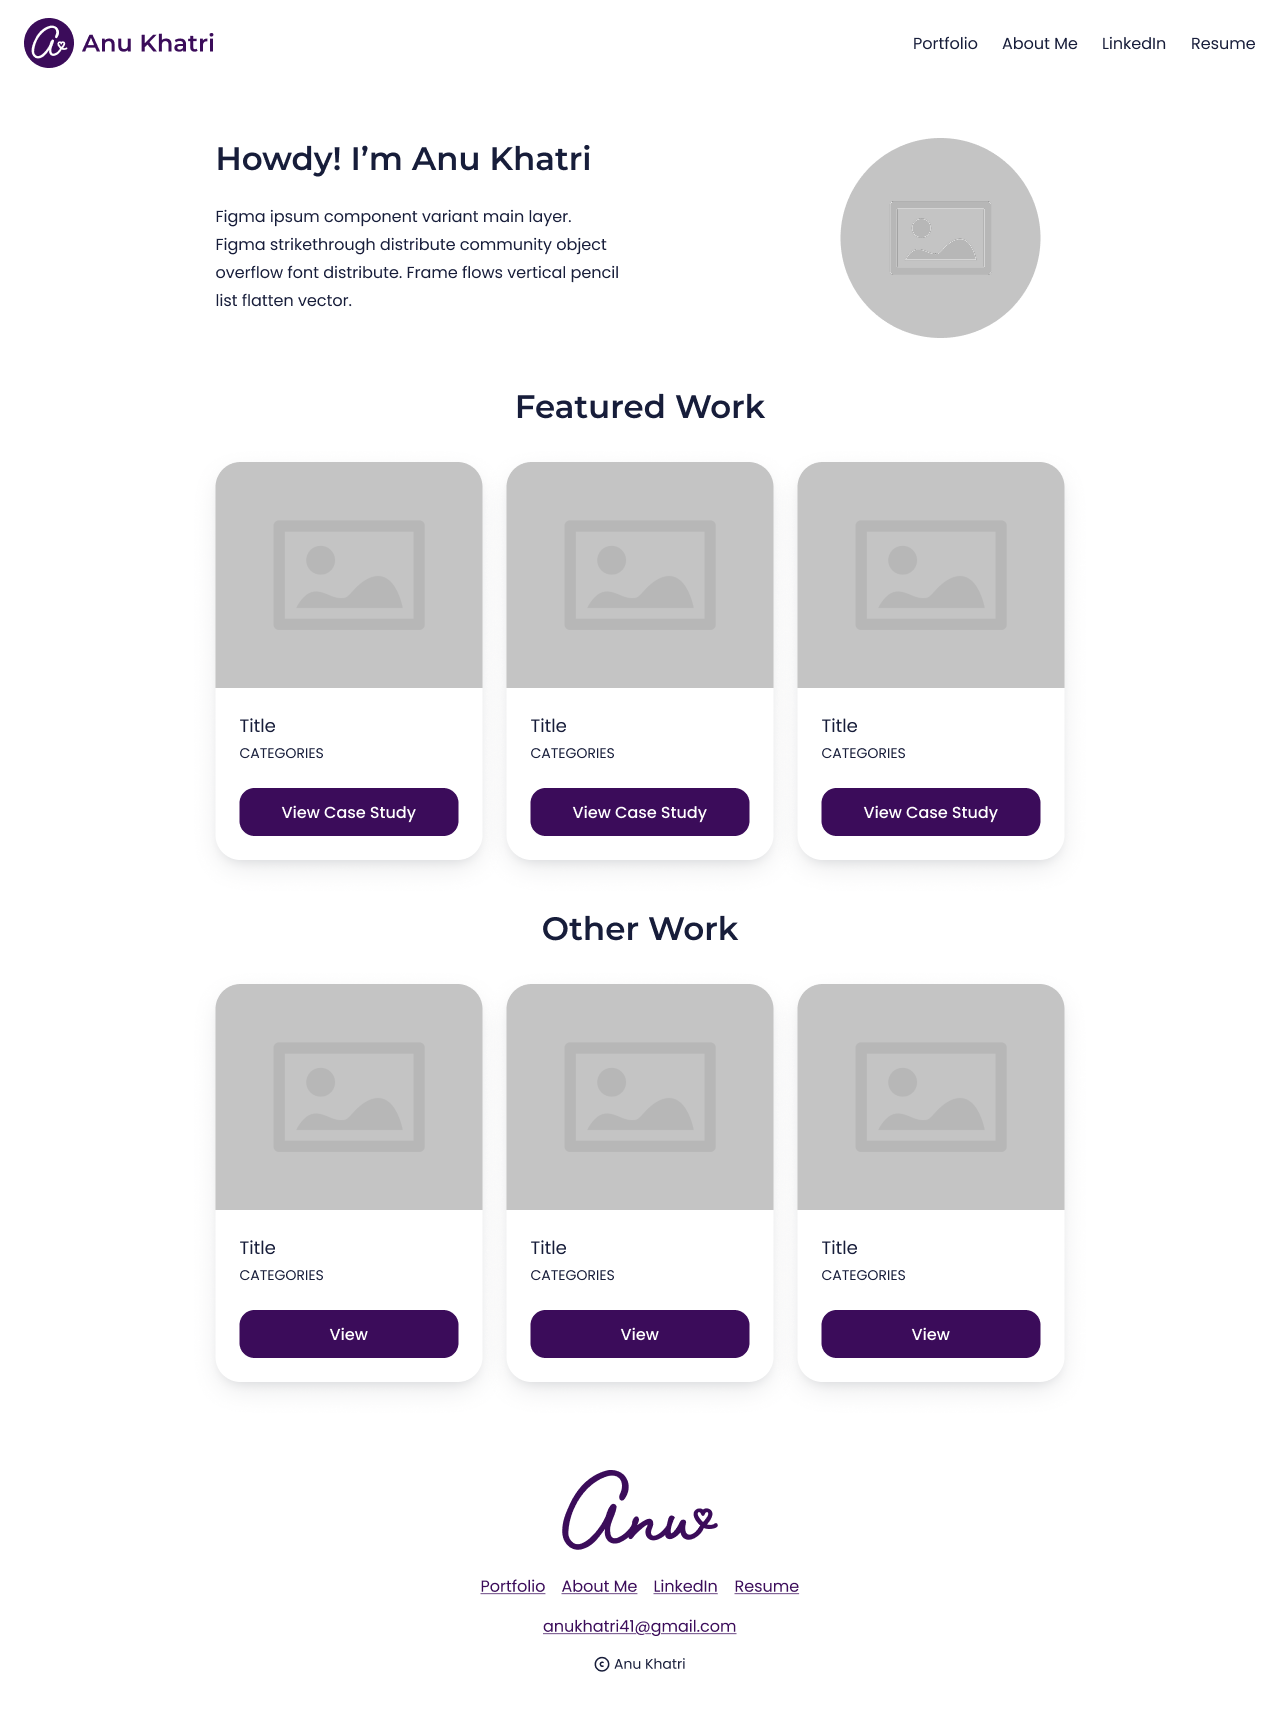 Anu Khatri
Portfolio About Me LinkedIn Resume
Howdy! I’m Anu Khatri
Figma ipsum component variant main layer.
Figma strikethrough distribute community object
overflow font distribute. Frame flows vertical pencil
list flatten vector.
Featured Work
Title
CATEGORIES
View Case Study
Title
CATEGORIES
View Case Study
Title
CATEGORIES
View Case Study
Other Work
Title
CATEGORIES
View
Title
CATEGORIES
View
Title
CATEGORIES
View
Anu
Portfolio About Me LinkedIn Resume
anukhatri41@gmail.com
© Anu Khatri